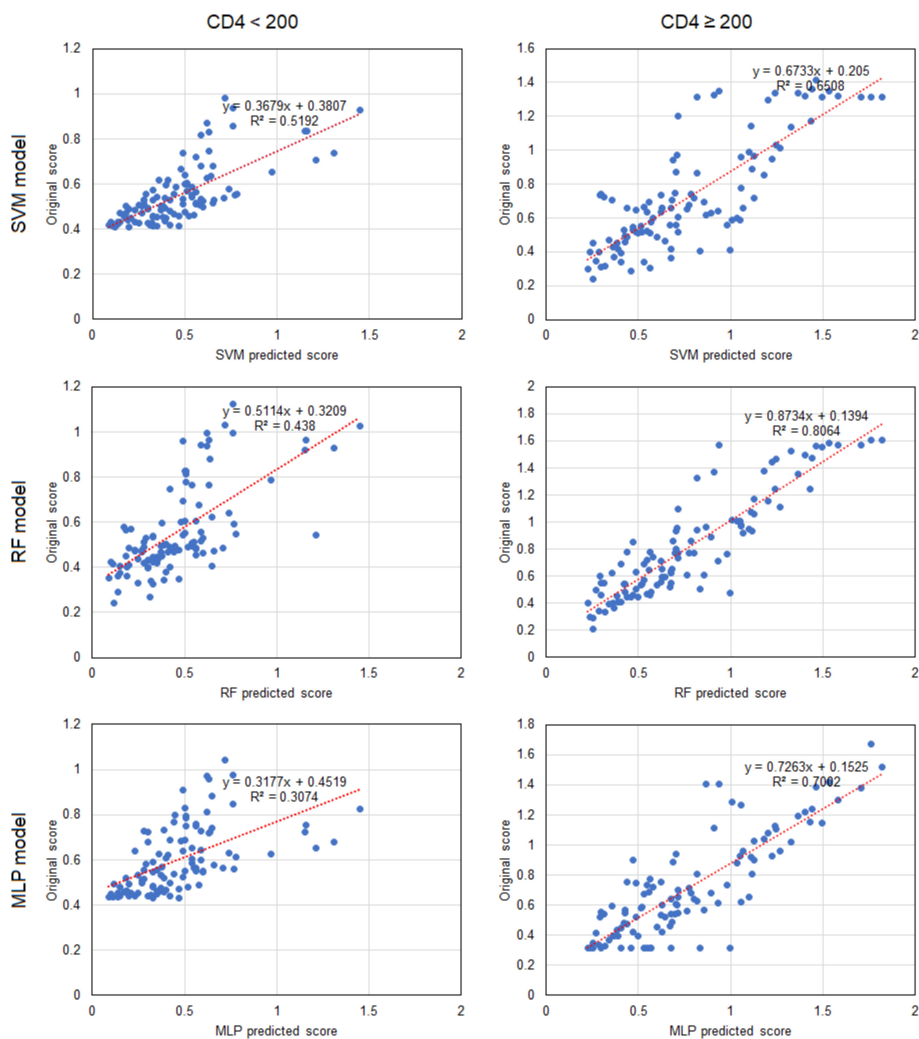 CD4 < 200
CD4 ≥ 200
SVM model
Original score
1.2
1
0.8
0.6
0.4
0.2
0
y = 0.3679x + 0.3807
R² = 0.5192
0 0.5 1 1.5 2
SVM predicted score
Original score
1.6
1.4
1.2
1
0.8
0.6
0.4
0.2
0
y = 0.6733x + 0.205
R² = 0.6508
0 0.5 1 1.5 2
SVM predicted score
RF model
Original score
1.2
1
0.8
0.6
0.4
0.2
0
y = 0.5114x + 0.3209
R² = 0.438
0 0.5 1 1.5 2
RF predicted score
Original score
2
1.8
1.6
1.4
1.2
1
0.8
0.6
0.4
0.2
0
y = 0.8734x + 0.1394
R² = 0.8064
0 0.5 1 1.5 2
RF predicted score
MLP model
Original score
1.2
1
0.8
0.6
0.4
0.2
0
y = 0.3177x + 0.4519
R² = 0.3074
0 0.5 1 1.5 2
MLP predicted score
Original score
1.8
1.6
1.4
1.2
1
0.8
0.6
0.4
0.2
0
y = 0.7263x + 0.1525
R² = 0.7002
0 0.5 1 1.5 2
MLP predicted score